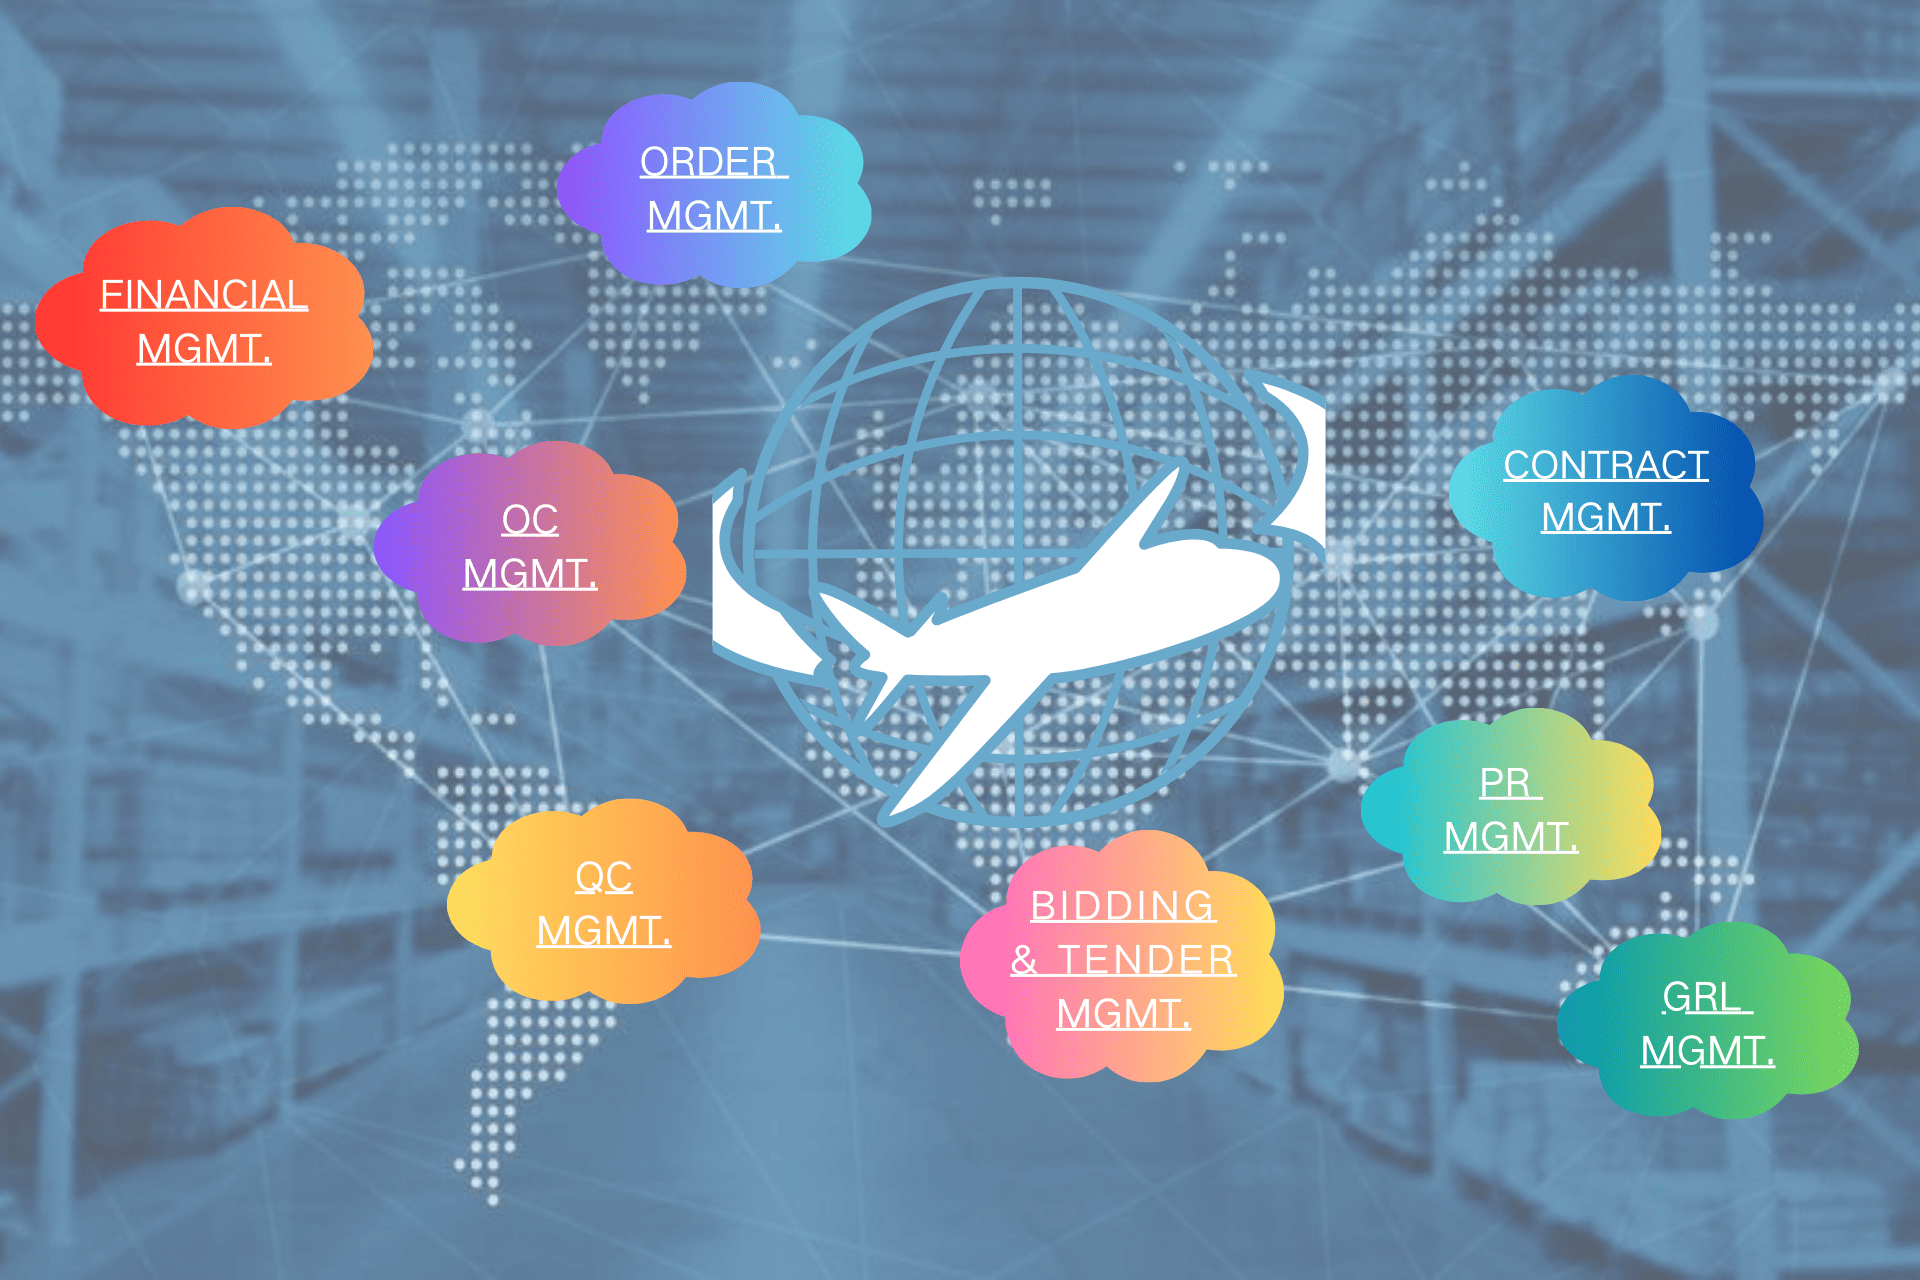 ORDER
MGMT.
FINANCIAL
MGMT.
OC
MGMT.
CONTRACT
MGMT.
PR
MGMT.
QC
MGMT.
BIDDING
& TENDER
MGMT.
GRL
MGMT.